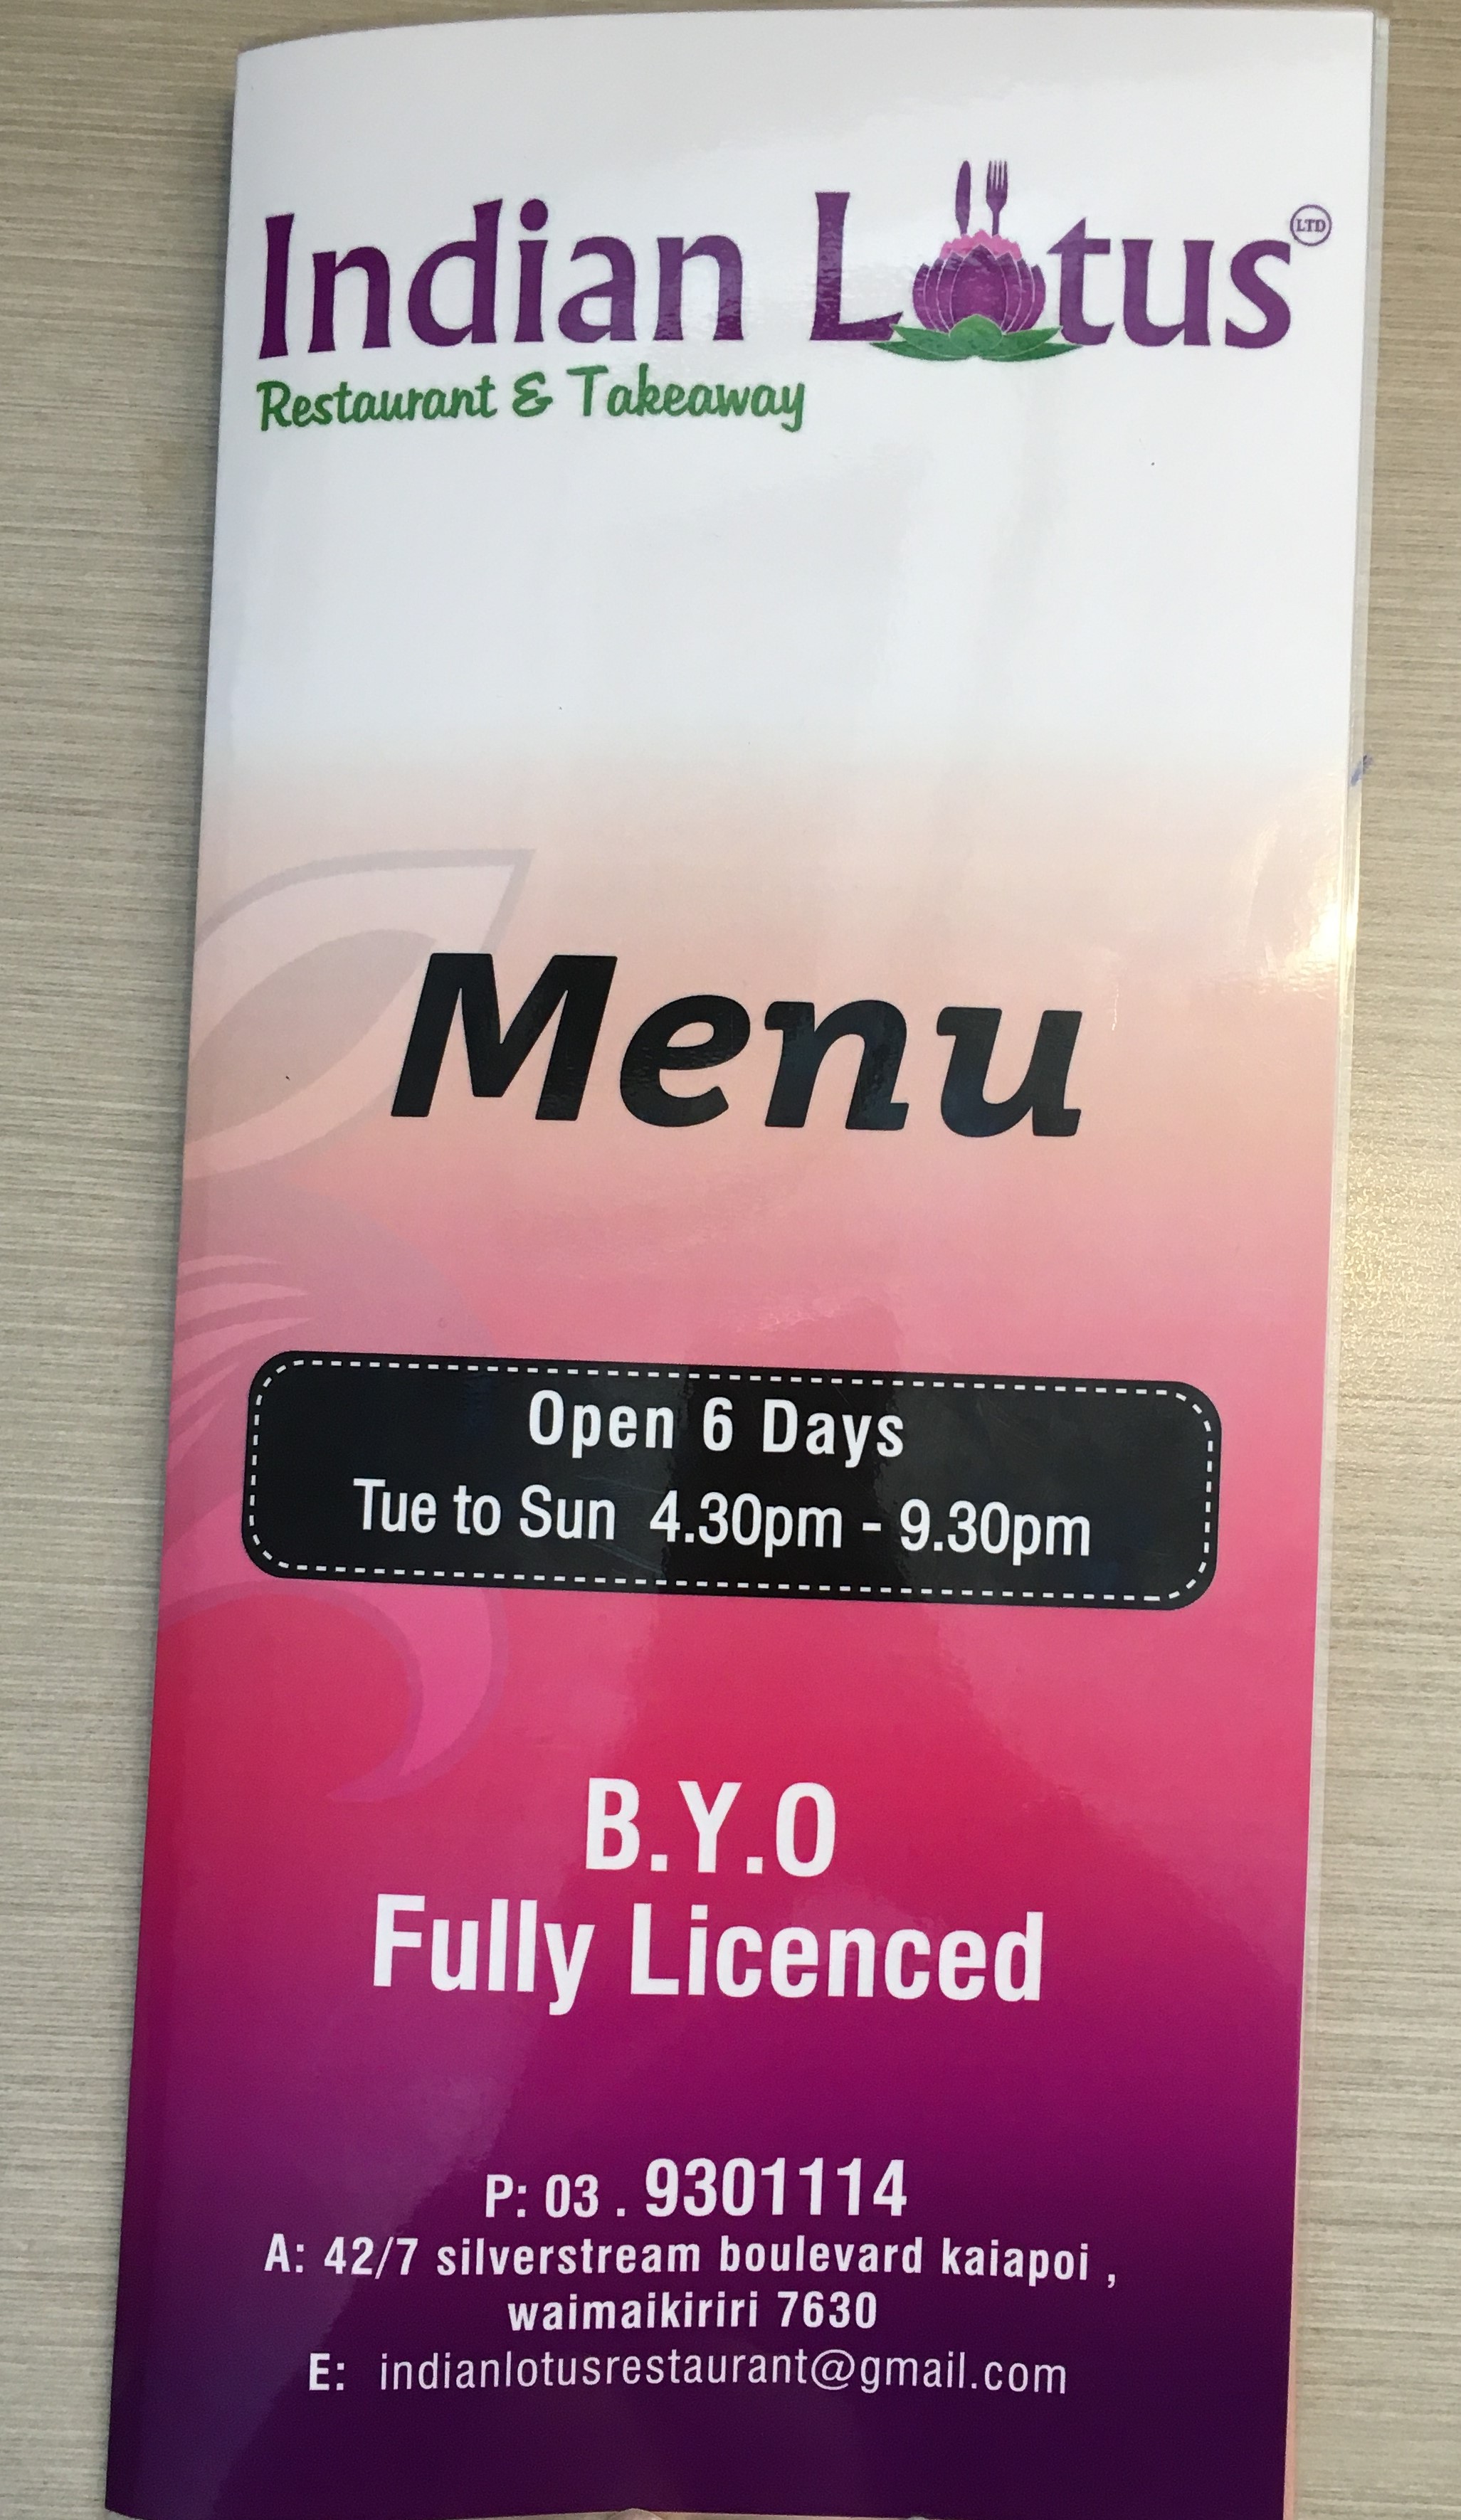 Indian Lotus LTD
Restaurant & Takeaway
Menu
Open 6 Days
Tue to Sun 4.30pm - 9.30pm
B.Y.O
Fully Licenced
P: 03 . 9301114
A: 42/7 silverstream boulevard kaiapoi ,
waimaikiriri 7630
E: indianlotusrestaurant@gmail.com